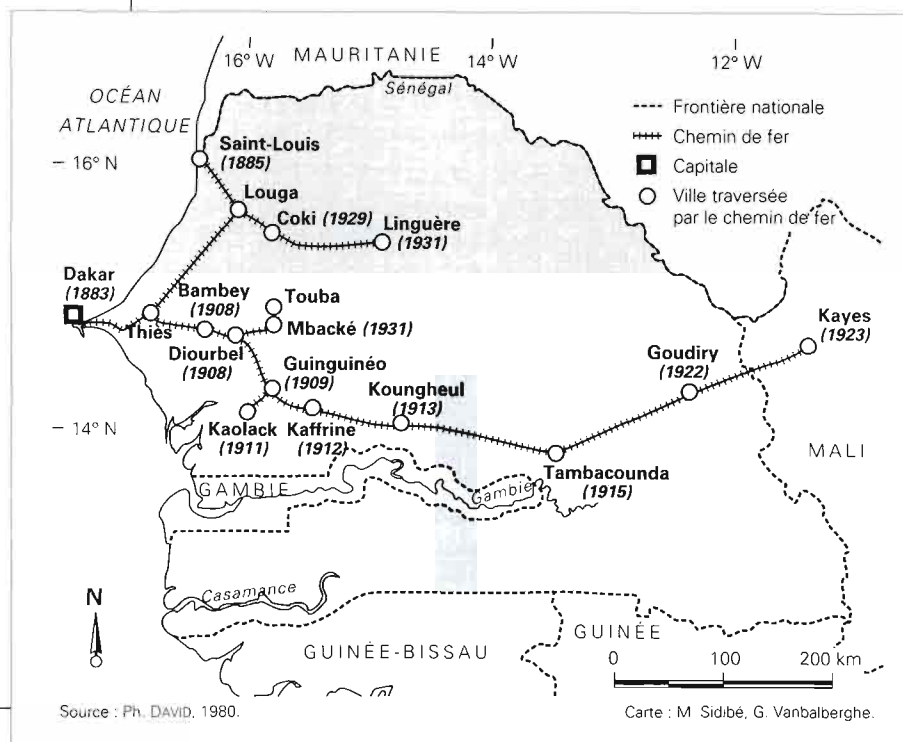 MAURITANIE
16° W
14° W
12° W
Sénégal
OCÉAN
ATLANTIQUE
Frontière nationale
Chemin de fer
Capitale
Ville traversée
par le chemin de fer
– 16° N
Saint-Louis
(1885)
Louga
Coki (1929)
Linguère
(1931)
Dakar
(1883)
Thiès
Bambey
(1908)
Touba
Mbacké (1931)
Diourbel
(1908)
Guinguinéo
(1909)
Koungheul
(1913)
Goudiry
(1922)
Kayes
(1923)
– 14° N
Kaolack
(1911)
Kaffrine
(1912)
Tambacounda
(1915)
MALI
GAMBIE
Gambie
Casamance
N
GUINÉE-BISSAU
GUINÉE
0 100 200 km
Source : Ph. DAVID, 1980.
Carte : M. Sidibé, G. Vanbalberghe.